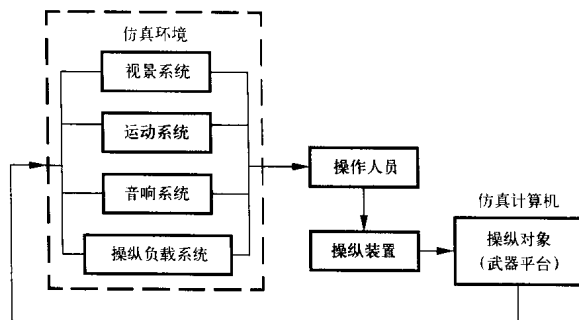 仿真环境
视景系统
运动系统
音响系统
操纵负载系统
操作人员
操纵装置
仿真计算机
操纵对象
(武器平台)